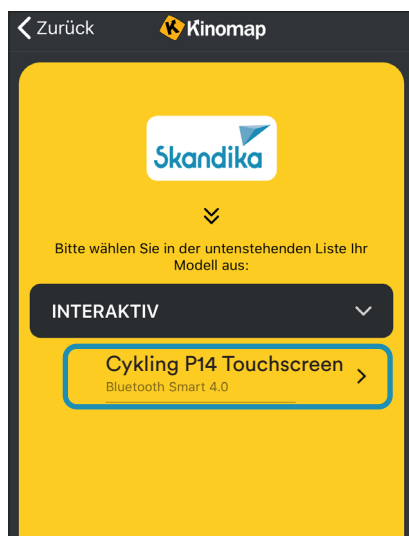 Zurück Kinomap
Skandika
Bitte wählen Sie in der untenstehenden Liste Ihr
Modell aus:
INTERAKTIV
Cykling P14 Touchscreen
Bluetooth Smart 4.0